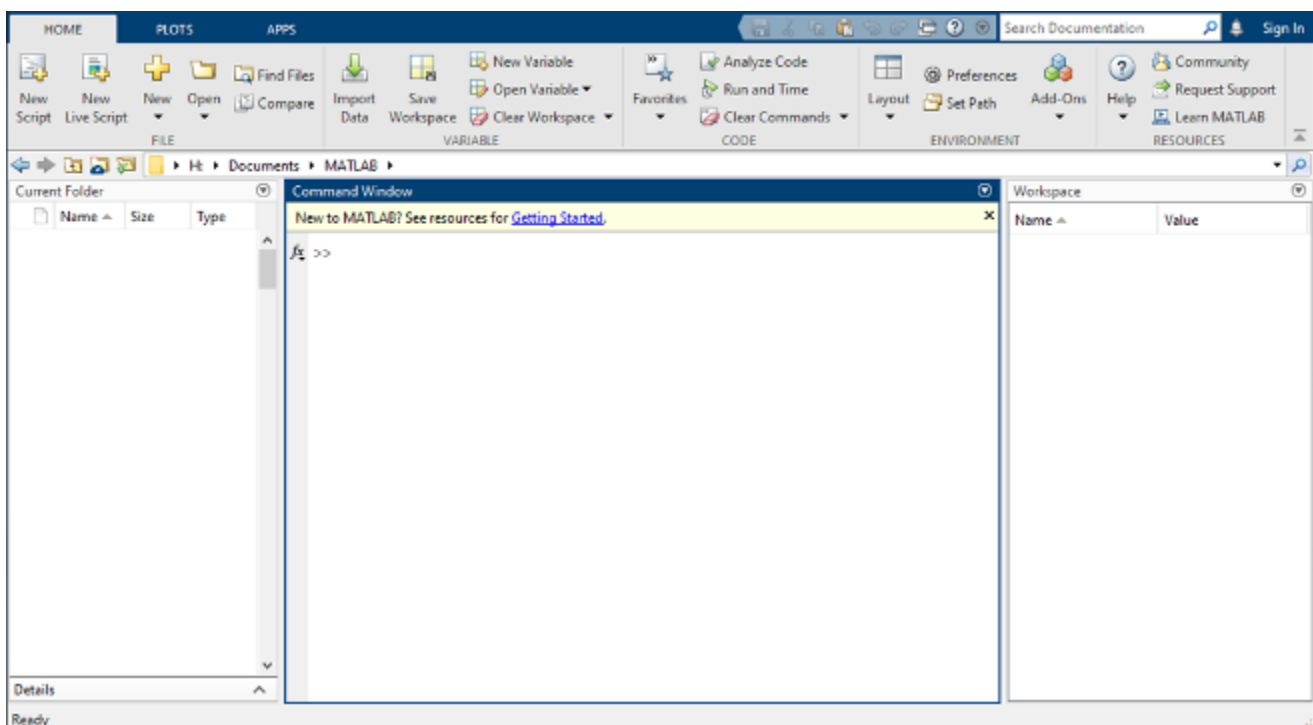 HOME PLOTS APPS Search Documentation Sign In
New Script
New Live Script
New
Open
Find Files
Compare
FILE
Import Data
Save Workspace
New Variable
Open Variable
Clear Workspace
VARIABLE
Favorites
Analyze Code
Run and Time
Clear Commands
CODE
Layout
Preferences
Set Path
Add-Ons
ENVIRONMENT
Help
Community
Request Support
Learn MATLAB
RESOURCES
H: Documents MATLAB
Current Folder
Name Size Type
Details
Command Window
New to MATLAB? See resources for Getting Started.
fx >>
Workspace
Name Value
Ready